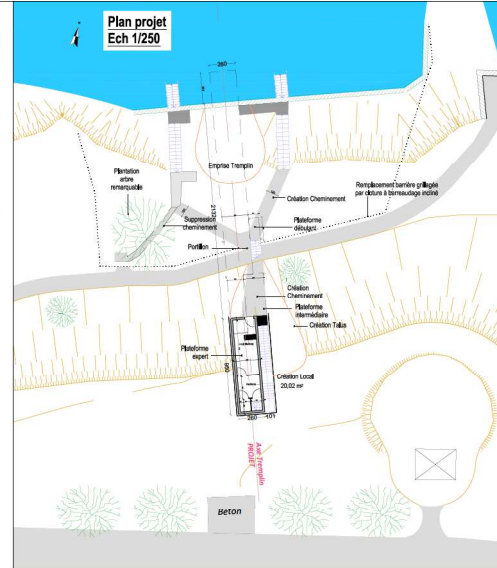 Plan projet
Ech 1/250
260
Plantation
arbre
remarquable
Emprise Tremplin
Remplacement barrière grillagée
par cloture à barreaudage incliné
Création Cheminement
2132
Suppression
cheminement
Plateforme
débutant
Portillon
Création
Cheminement
Plateforme
intermédiaire
Création Talus
Plateforme
expert
Création Local
20,02 m²
Axe Tremplin
PROJET
Beton